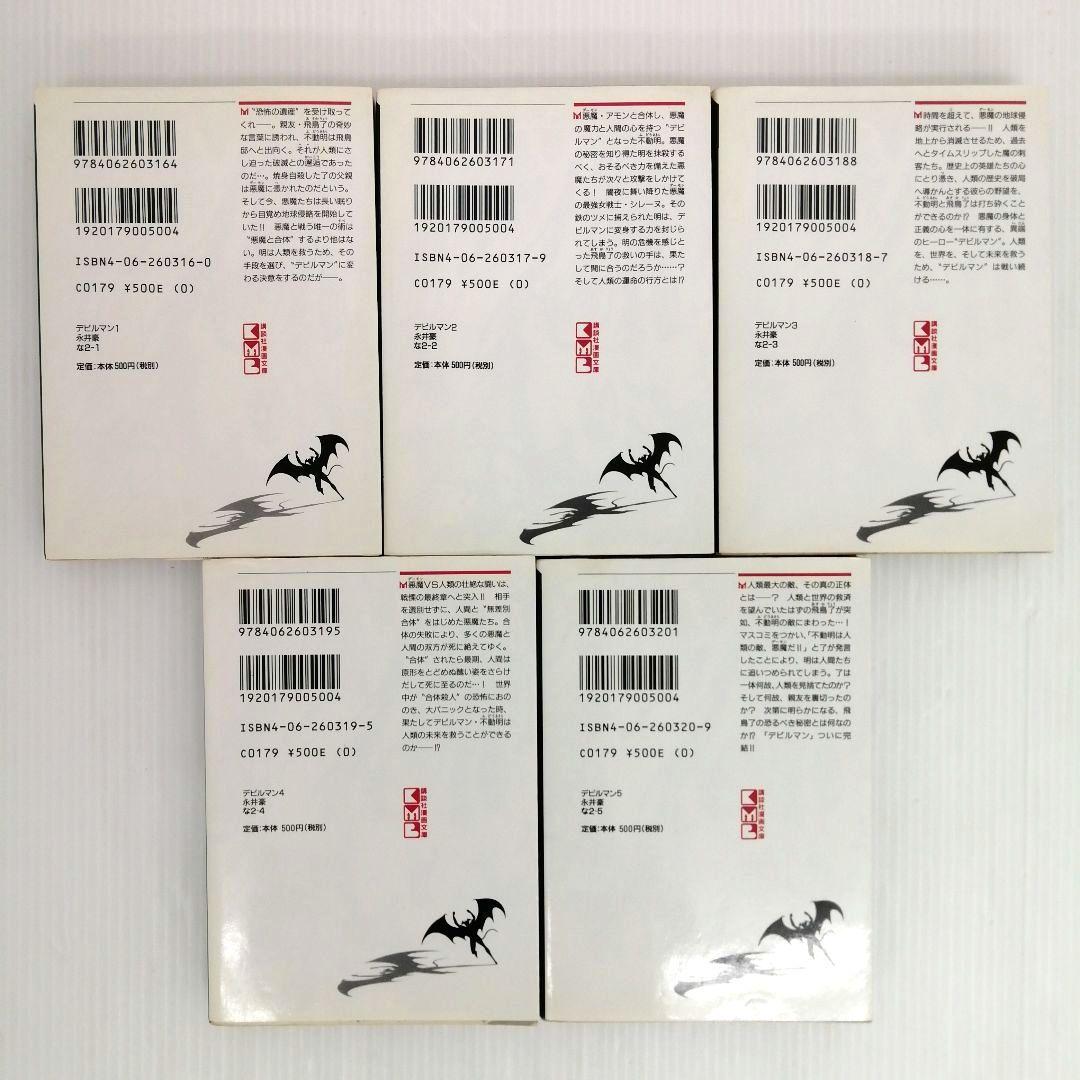 9784062603164
1920179005004
ISBN4-06-260316-0
C0179 ¥500E (0)
デビルマン1
永井豪
な2-1
定価:本体500円(税別)
“恐怖の遺産”を受け取って
くれ――。親友・飛鳥了の奇妙
な言葉に誘われ、不動明は飛鳥
邸へと出向く。それが人類にさ
し迫った破滅との邂逅であった
のだ…。焼身自殺した了の父親
は悪魔に憑かれたのだという。
そして今、悪魔たちは長い眠り
から目覚め地球侵略を開始して
いた!! 悪魔と戦う唯一の術は
“悪魔と合体”するより他はな
い。明は人類を救うため、その
手段を選び、“デビルマン”に変
わる決意をするのだが――。
講談社漫画文庫
KMB
9784062603171
1920179005004
ISBN4-06-260317-9
C0179 ¥500E (0)
デビルマン2
永井豪
な2-2
定価:本体500円(税別)
悪魔・アモンと合体し、悪魔
の魔力と人間の心を持つ“デビ
ルマン”となった不動明。悪魔
の秘密を知り得た明を抹殺する
べく、おそるべき力を備えた悪
魔たちが次々と攻撃をしかけて
くる! 闇夜に舞い降りた悪魔
の最強女戦士・シレーヌ。その
鉄のツメに捕えられた明は、デ
ビルマンに変身する力を封じら
れてしまう。明の危機を感じと
った飛鳥了の救いの手は、果た
して間に合うのだろうか……?
そして人類の運命の行方とは!?
講談社漫画文庫
KMB
9784062603188
1920179005004
ISBN4-06-260318-7
C0179 ¥500E (0)
デビルマン3
永井豪
な2-3
定価:本体500円(税別)
時間を超えて、悪魔の地球侵
略が実行される――!! 人類を
地上から消滅させるため、過去
へとタイムスリップした魔の刺
客たち。歴史上の英雄たちの心
にとり憑き、人類の歴史を破局
へ導かんとする彼らの野望を、
不動明と飛鳥了は打ち砕くこと
ができるのか!? 悪魔の身体と
正義の心を一体に有する、異端
のヒーロー“デビルマン”。人類
を、世界を、そして未来を救う
ため、“デビルマン”は戦い続
ける……。
講談社漫画文庫
KMB
9784062603195
1920179005004
ISBN4-06-260319-5
C0179 ¥500E (0)
デビルマン4
永井豪
な2-4
定価:本体 500円(税別)
悪魔VS人類の壮絶な闘いは、
戦慄の最終章へと突入!! 相手
を選別せずに、人間と“無差別
合体”をはじめた悪魔たち。合
体の失敗により、多くの悪魔と
人間の双方が死に絶えてゆく。
“合体”されたら最期、人間は
原形をとどめぬ醜い姿をさらけ
だして死に至るのだ…! 世界
中が“合体殺人”の恐怖におの
のき、大パニックとなった時、
果たしてデビルマン・不動明は
人類の未来を救うことができる
のか――!?
講談社漫画文庫
KMB
9784062603201
1920179005004
ISBN4-06-260320-9
C0179 ¥500E (0)
デビルマン5
永井豪
な2-5
定価:本体 500円(税別)
人類最大の敵、その真の正体
とは――? 人類と世界の救済
を望んでいたはずの飛鳥了が突
如、不動明の敵にまわった…!
マスコミをつかい、「不動明は人
類の敵、悪魔だ!!」と了が発言
したことにより、明は人間たち
に追いつめられてしまう。了は
一体何故、人類を見捨てたのか?
そして何故、親友を裏切ったの
か? 次第に明らかになる、飛
鳥了の恐るべき秘密とは何なの
か!? 「デビルマン」ついに完
結!!
講談社漫画文庫
KMB